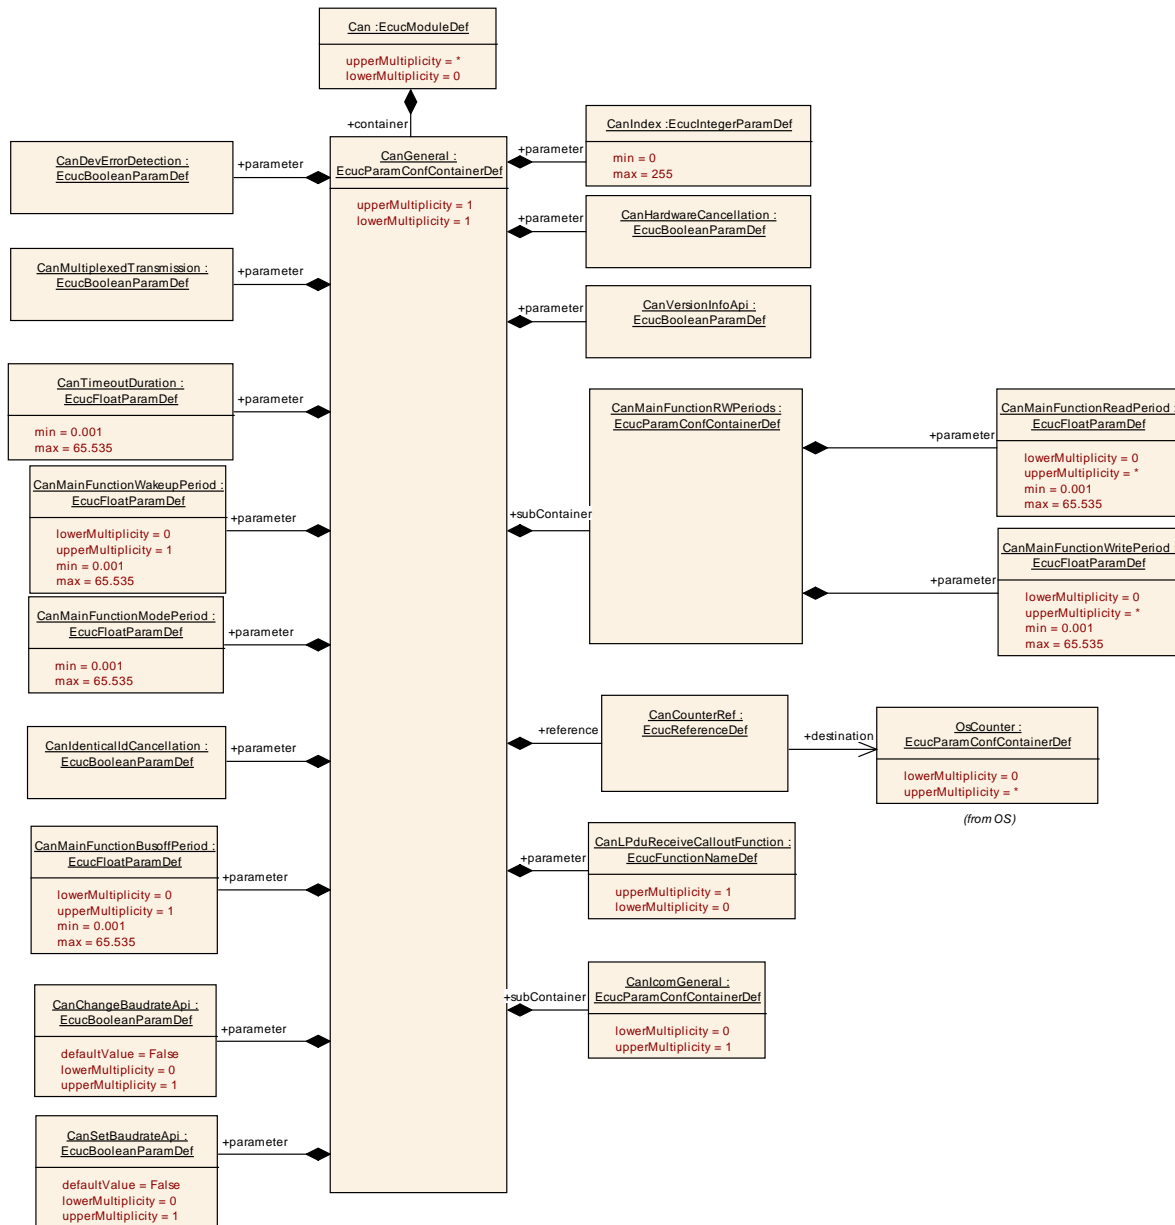 Can :EcucModuleDef
upperMultiplicity = *
lowerMultiplicity = 0
+container
CanGeneral :
EcucParamConfContainerDef
upperMultiplicity = 1
lowerMultiplicity = 1
CanDevErrorDetection :
EcucBooleanParamDef
+parameter
CanMultiplexedTransmission :
EcucBooleanParamDef
+parameter
CanTimeoutDuration :
EcucFloatParamDef
min = 0.001
max = 65.535
+parameter
CanMainFunctionWakeupPeriod :
EcucFloatParamDef
lowerMultiplicity = 0
upperMultiplicity = 1
min = 0.001
max = 65.535
+parameter
CanMainFunctionModePeriod :
EcucFloatParamDef
min = 0.001
max = 65.535
+parameter
CanIdenticalIdCancellation :
EcucBooleanParamDef
+parameter
CanMainFunctionBusoffPeriod :
EcucFloatParamDef
lowerMultiplicity = 0
upperMultiplicity = 1
min = 0.001
max = 65.535
+parameter
CanChangeBaudrateApi :
EcucBooleanParamDef
defaultValue = False
lowerMultiplicity = 0
upperMultiplicity = 1
+parameter
CanSetBaudrateApi :
EcucBooleanParamDef
defaultValue = False
lowerMultiplicity = 0
upperMultiplicity = 1
+parameter
+parameter
CanIndex :EcucIntegerParamDef
min = 0
max = 255
+parameter
CanHardwareCancellation :
EcucBooleanParamDef
+parameter
CanVersionInfoApi :
EcucBooleanParamDef
+subContainer
CanMainFunctionRWPeriods :
EcucParamConfContainerDef
+parameter
CanMainFunctionReadPeriod :
EcucFloatParamDef
lowerMultiplicity = 0
upperMultiplicity = *
min = 0.001
max = 65.535
+parameter
CanMainFunctionWritePeriod :
EcucFloatParamDef
lowerMultiplicity = 0
upperMultiplicity = *
min = 0.001
max = 65.535
+reference
CanCounterRef :
EcucReferenceDef
+destination
OsCounter :
EcucParamConfContainerDef
lowerMultiplicity = 0
upperMultiplicity = *
(from OS)
+parameter
CanLPduReceiveCalloutFunction :
EcucFunctionNameDef
upperMultiplicity = 1
lowerMultiplicity = 0
+subContainer
CanIcomGeneral :
EcucParamConfContainerDef
lowerMultiplicity = 0
upperMultiplicity = 1